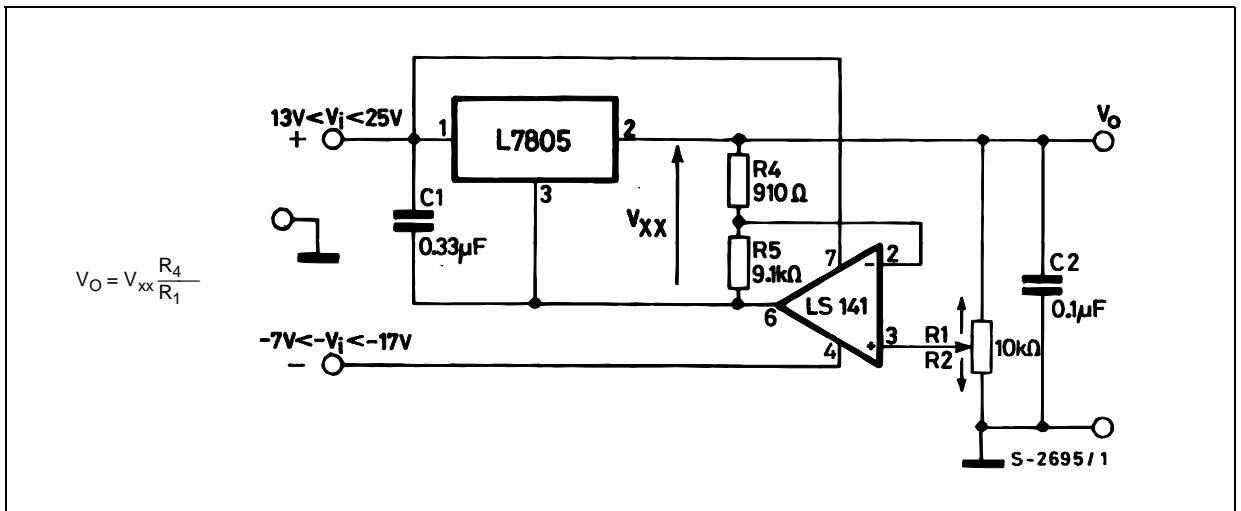 13V<Vi<25V
+
1
L7805
2
3
C1
0.33µF
VXX
R4
910Ω
R5
9.1kΩ
7
-
2
LS 141
6
4
+
3
R1
R2
10kΩ
C2
0.1µF
VO
VO = Vxx R4
R1
-7V<-Vi<-17V
-
S-2695/1